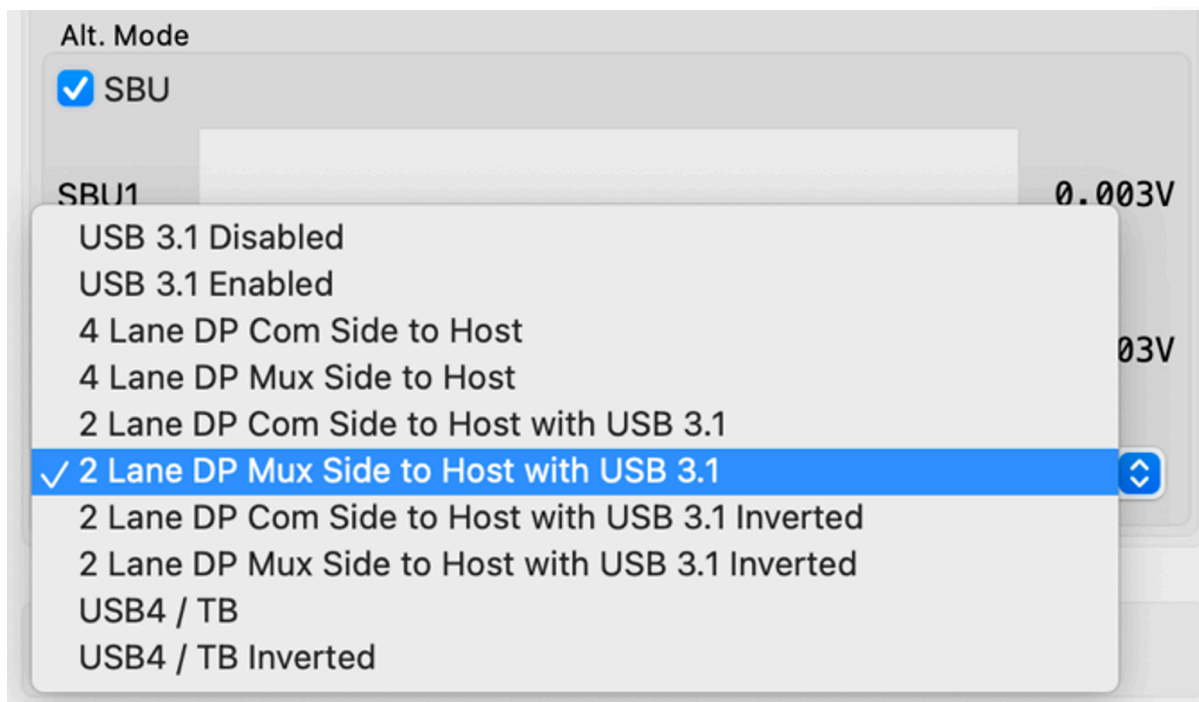 Alt. Mode
SBU
SBU1 0.003V
USB 3.1 Disabled
USB 3.1 Enabled
4 Lane DP Com Side to Host
03V
4 Lane DP Mux Side to Host
2 Lane DP Com Side to Host with USB 3.1
2 Lane DP Mux Side to Host with USB 3.1
2 Lane DP Com Side to Host with USB 3.1 Inverted
2 Lane DP Mux Side to Host with USB 3.1 Inverted
USB4 / TB
USB4 / TB Inverted